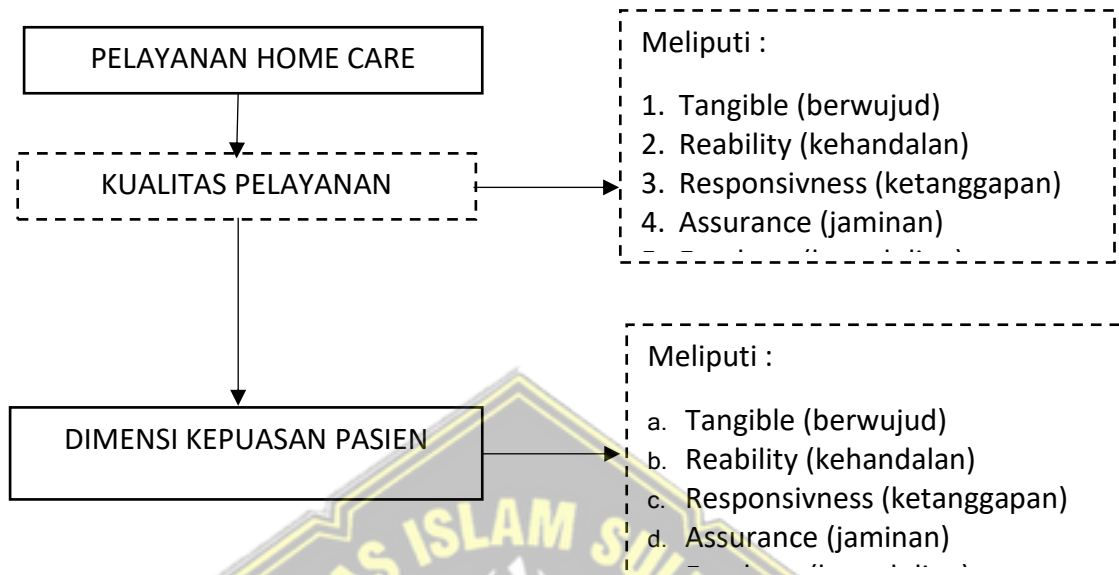 PELAYANAN HOME CARE
KUALITAS PELAYANAN
Meliputi :
1. Tangible (berwujud)
2. Reability (kehandalan)
3. Responsivness (ketanggapan)
4. Assurance (jaminan)
DIMENSI KEPUASAN PASIEN
Meliputi :
a. Tangible (berwujud)
b. Reability (kehandalan)
c. Responsivness (ketanggapan)
d. Assurance (jaminan)
ISLAM